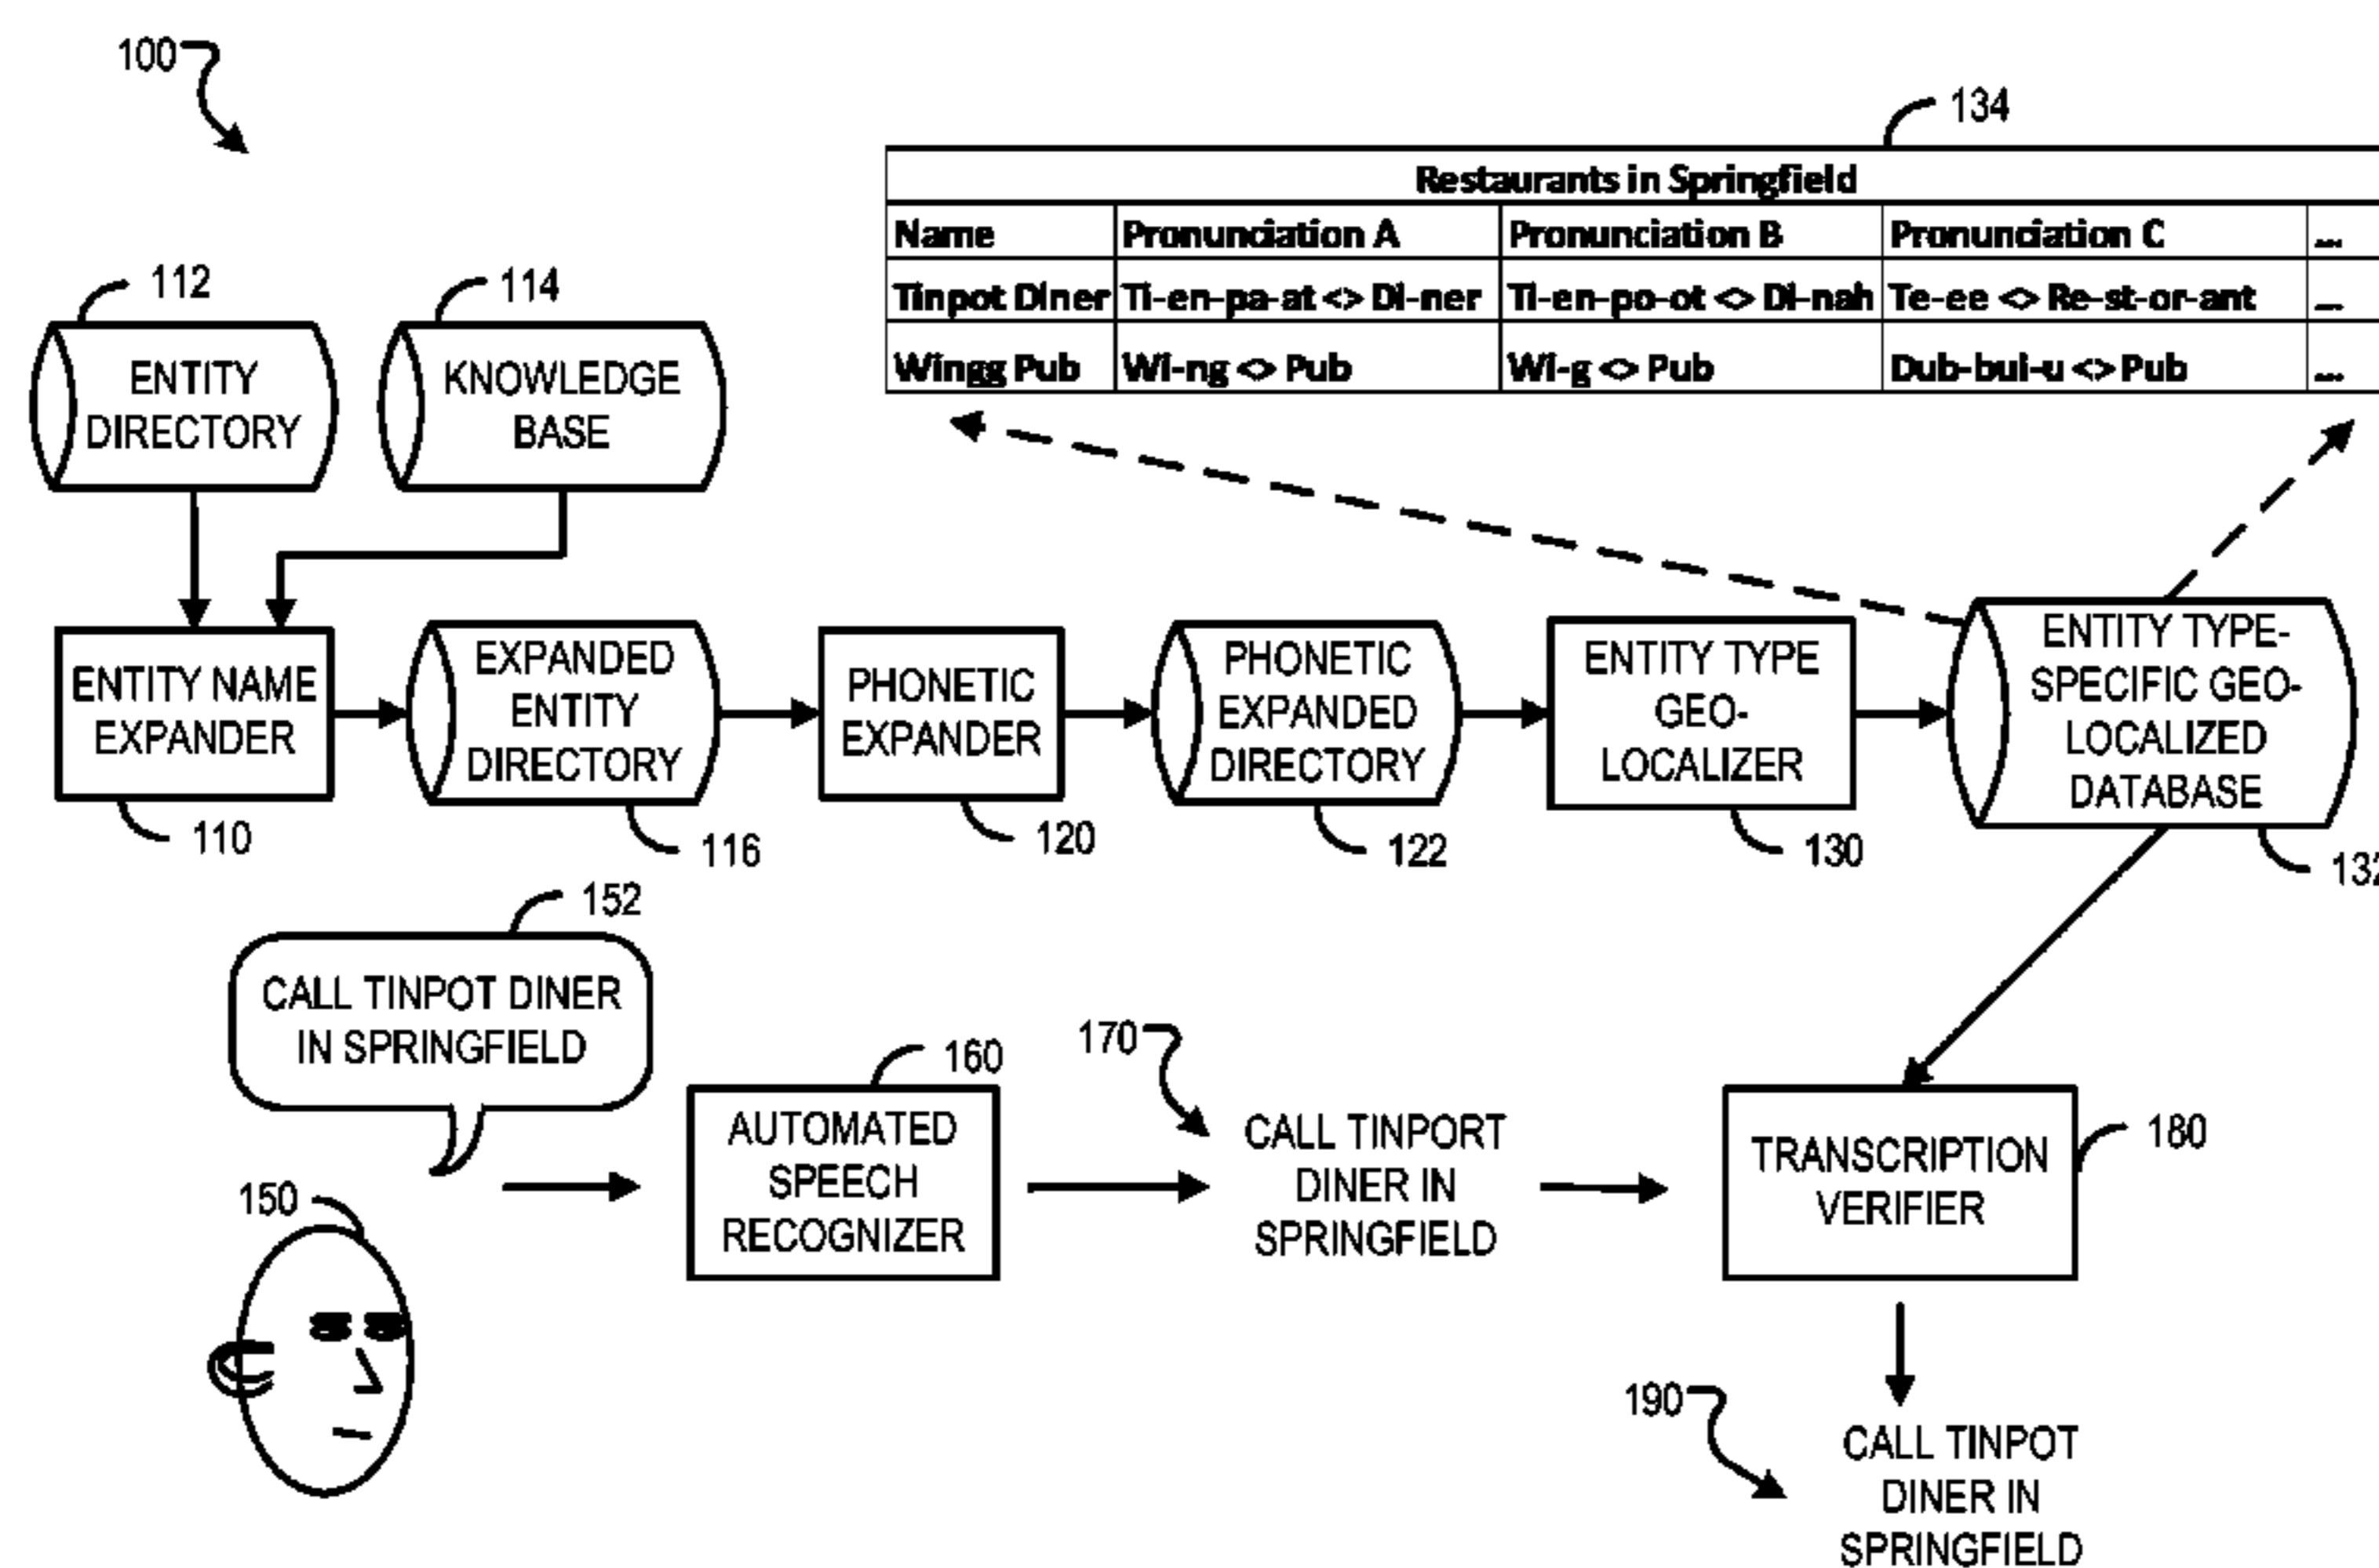 100
134
Restaurants in Springfield
Name Pronunciation A Pronunciation B Pronunciation C ...
Tinpot Diner Ti-en-pa-at <> Di-ner Ti-en-po-ot <> Di-nah Te-ee <> Re-st-or-ant ...
Wingg Pub Wi-ng <> Pub Wi-g <> Pub Dub-bul-u <> Pub ...
112
114
ENTITY
DIRECTORY
KNOWLEDGE
BASE
ENTITY NAME
EXPANDER
EXPANDED
ENTITY
DIRECTORY
PHONETIC
EXPANDER
PHONETIC
EXPANDED
DIRECTORY
ENTITY TYPE
GEO-
LOCALIZER
ENTITY TYPE-
SPECIFIC GEO-
LOCALIZED
DATABASE
110
116
120
122
130
132
152
CALL TINPOT DINER
IN SPRINGFIELD
150
160
AUTOMATED
SPEECH
RECOGNIZER
170
CALL TINPORT
DINER IN
SPRINGFIELD
180
TRANSCRIPTION
VERIFIER
190
CALL TINPOT
DINER IN
SPRINGFIELD